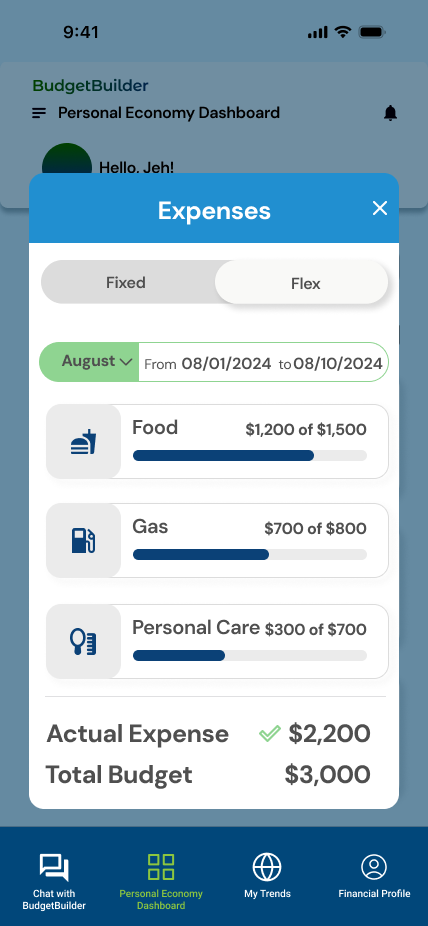 9:41
BudgetBuilder
Personal Economy Dashboard
Hello, Jeh!
Expenses
Fixed
Flex
August From 08/01/2024 to 08/10/2024
Food $1,200 of $1,500
Gas $700 of $800
Personal Care $300 of $700
Actual Expense $2,200
Total Budget $3,000
Chat with
BudgetBuilder
Personal Economy
Dashboard
My Trends
Financial Profile